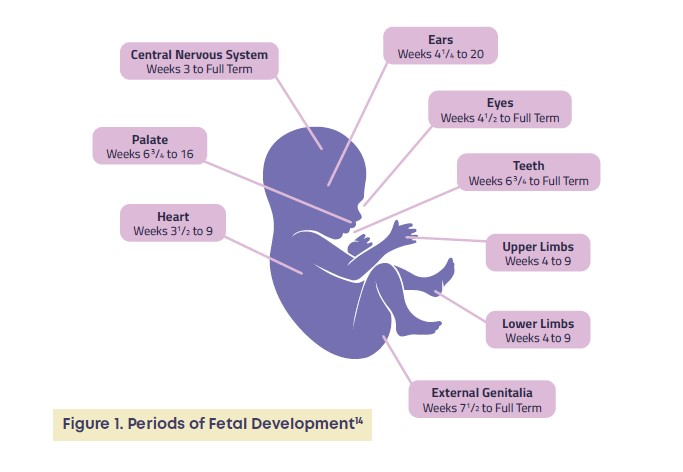 Central Nervous System
Weeks 3 to Full Term
Ears
Weeks 4¹/₄ to 20
Eyes
Weeks 4¹/₂ to Full Term
Palate
Weeks 6³/₄ to 16
Teeth
Weeks 6³/₄ to Full Term
Heart
Weeks 3¹/₂ to 9
Upper Limbs
Weeks 4 to 9
Lower Limbs
Weeks 4 to 9
External Genitalia
Weeks 7¹/₂ to Full Term
Figure 1. Periods of Fetal Development¹⁴